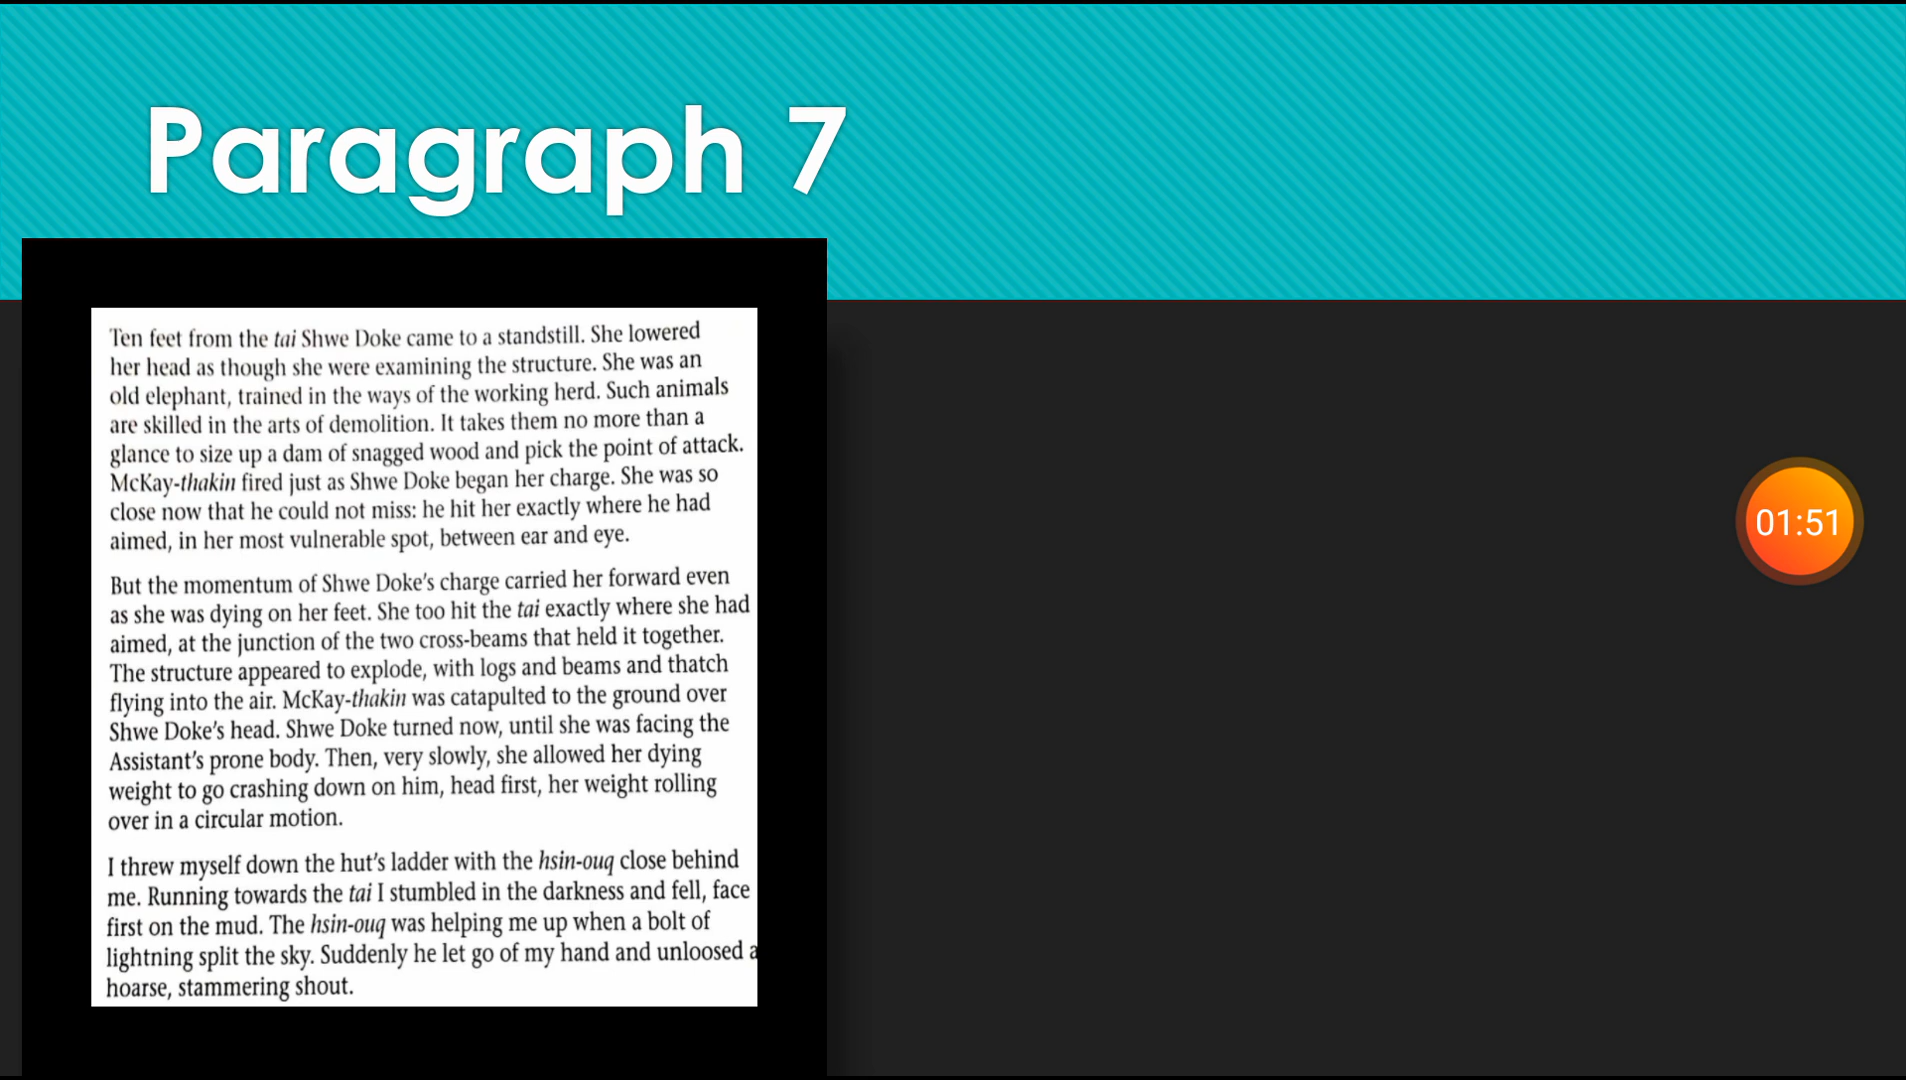 Paragraph 7
Ten feet from the tai Shwe Doke came to a standstill. She lowered
her head as though she were examining the structure. She was an
old elephant, trained in the ways of the working herd. Such animals
are skilled in the arts of demolition. It takes them no more than a
glance to size up a dam of snagged wood and pick the point of attack.
McKay-thakin fired just as Shwe Doke began her charge. She was so
close now that he could not miss: he hit her exactly where he had
aimed, in her most vulnerable spot, between ear and eye.
But the momentum of Shwe Doke's charge carried her forward even
as she was dying on her feet. She too hit the tai exactly where she had
aimed, at the junction of the two cross-beams that held it together.
The structure appeared to explode, with logs and beams and thatch
flying into the air. McKay-thakin was catapulted to the ground over
Shwe Doke's head. Shwe Doke turned now, until she was facing the
Assistant's prone body. Then, very slowly, she allowed her dying
weight to go crashing down on him, head first, her weight rolling
over in a circular motion.
I threw myself down the hut's ladder with the hsin-ouq close behind
me. Running towards the tai I stumbled in the darkness and fell, face
first on the mud. The hsin-ouq was helping me up when a bolt of
lightning split the sky. Suddenly he let go of my hand and unloosed a
hoarse, stammering shout.
01:51